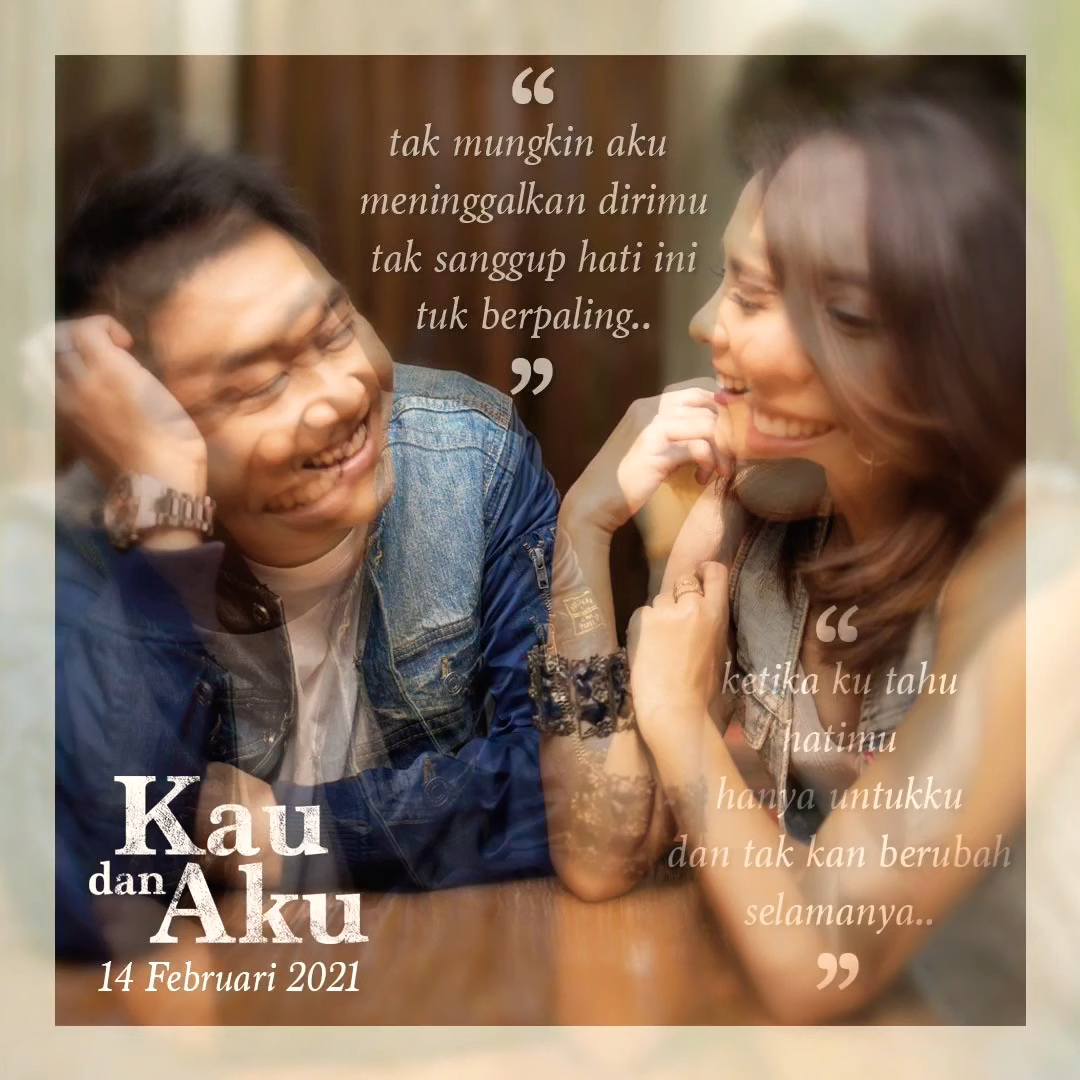 “
tak mungkin aku
meninggalkan dirimu
tak sanggup hati ini
tuk berpaling..
”
“
ketika ku tahu
hatimu
hanya untukku
dan tak kan berubah
selamanya..
”
Kau
dan Aku
14 Februari 2021